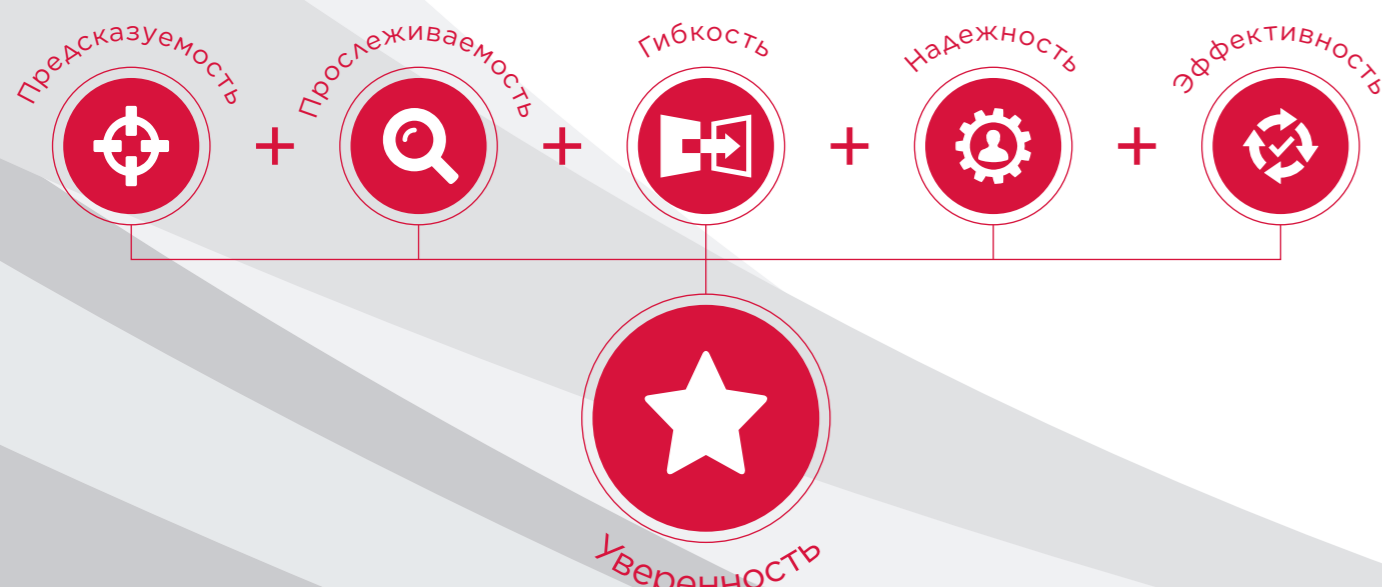 Предсказуемость
+
Прослеживаемость
+
Гибкость
+
Надежность
+
Эффективность
Уверенность